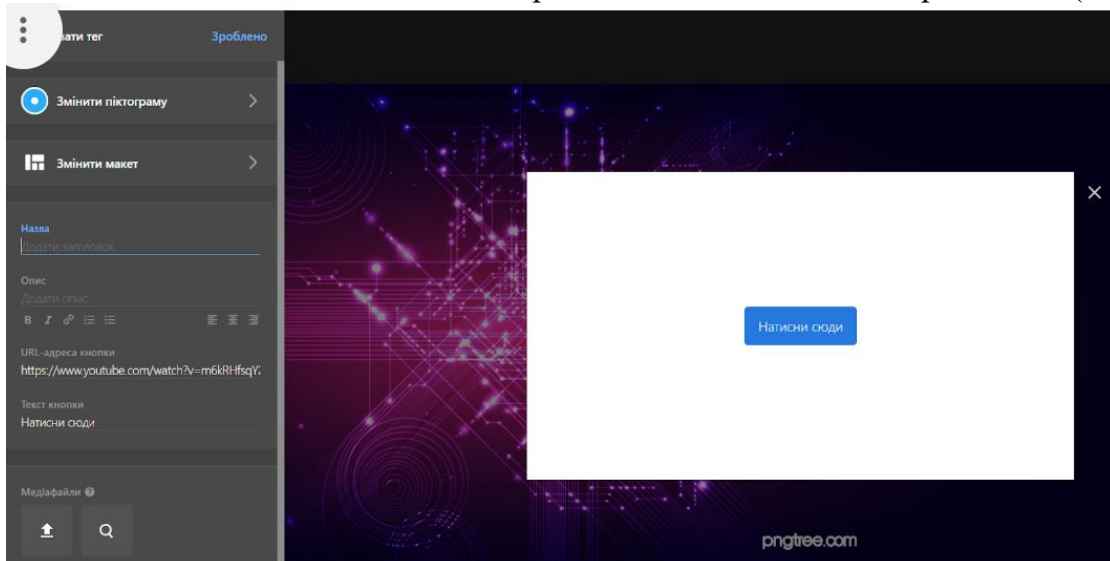 вати тег
Зроблено
Змінити піктограму
Змінити макет
Назва
Додати заголовок
Опис
Додати опис
B I
URL-адреса кнопки
https://www.youtube.com/watch?v=m6kRHfsqY
Текст кнопки
Натисни сюди
Медіафайли
Натисни сюди
pngtree.com